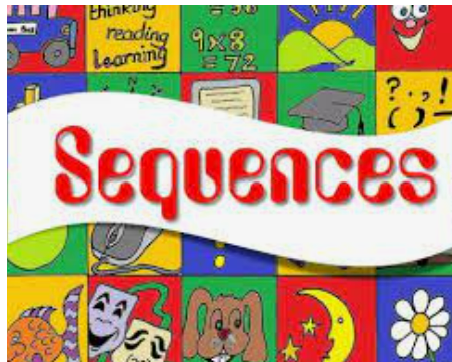 thinking
reading
learning
9x8
= 72
? . , !
( ) -
Sequences
!